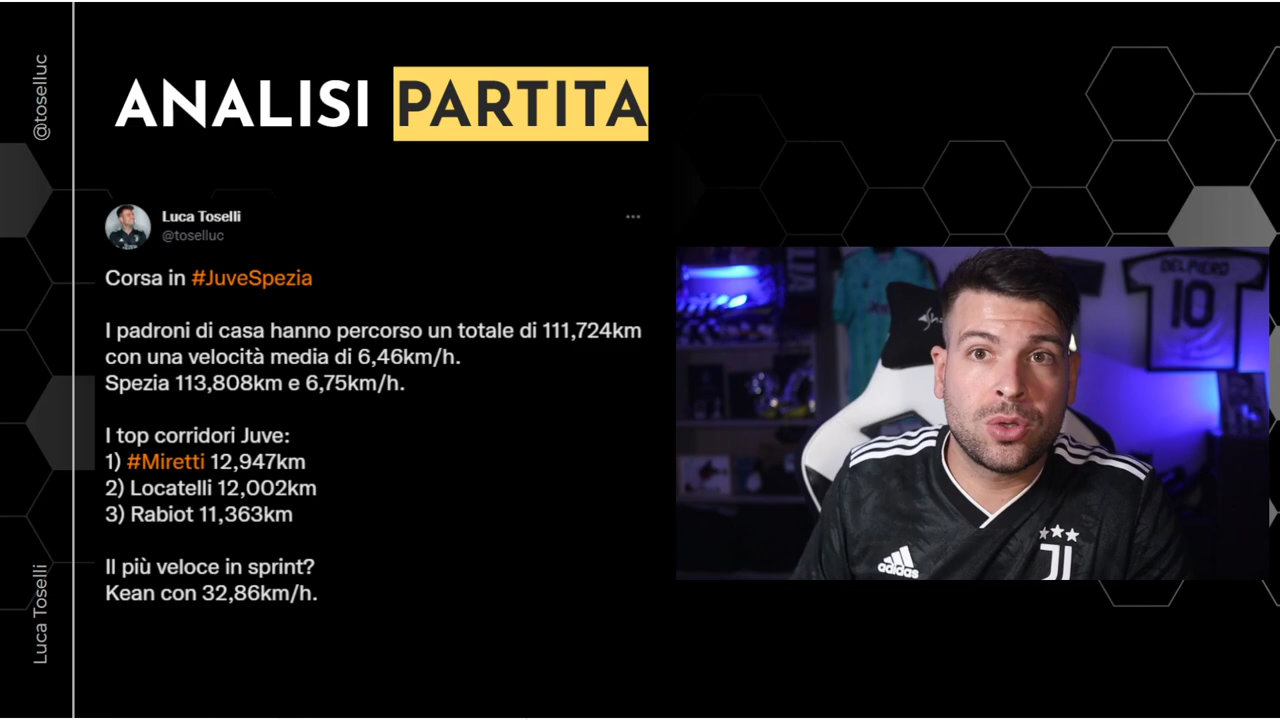 @toselluc
Luca Toselli
ANALISI PARTITA
Luca Toselli
@toselluc
Corsa in #JuveSpezia
I padroni di casa hanno percorso un totale di 111,724km
con una velocità media di 6,46km/h.
Spezia 113,808km e 6,75km/h.
I top corridori Juve:
1) #Miretti 12,947km
2) Locatelli 12,002km
3) Rabiot 11,363km
Il più veloce in sprint?
Kean con 32,86km/h.
DEL PIERO
10
adidas